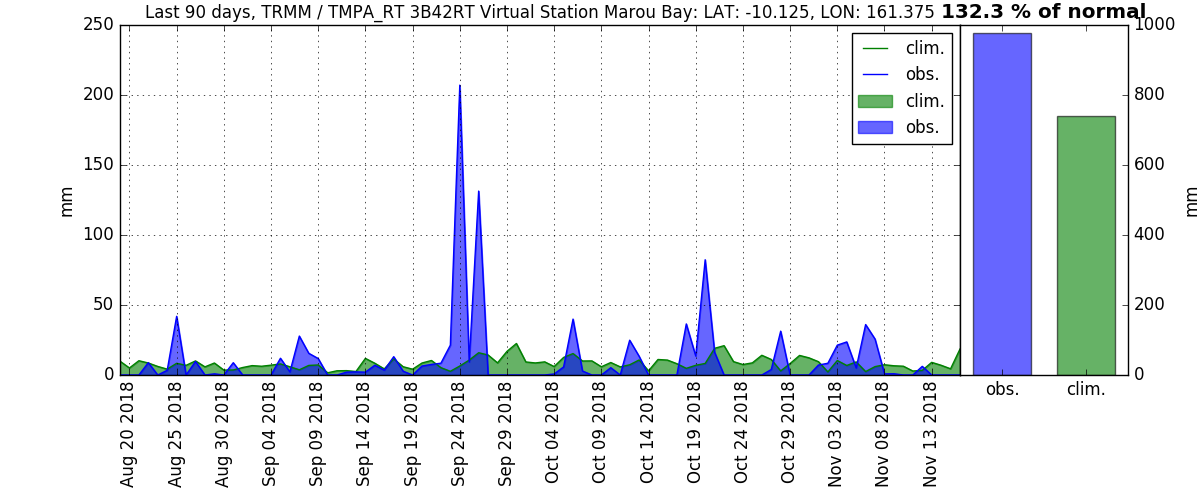 Last 90 days, TRMM / TMPA_RT 3B42RT Virtual Station Marou Bay: LAT: -10.125, LON: 161.375 132.3 % of normal
250
200
150
100
50
0
mm
clim.
obs.
clim.
obs.
1000
800
600
400
200
0
mm
obs.
clim.
Aug 20 2018
Aug 25 2018
Aug 30 2018
Sep 04 2018
Sep 09 2018
Sep 14 2018
Sep 19 2018
Sep 24 2018
Sep 29 2018
Oct 04 2018
Oct 09 2018
Oct 14 2018
Oct 19 2018
Oct 24 2018
Oct 29 2018
Nov 03 2018
Nov 08 2018
Nov 13 2018